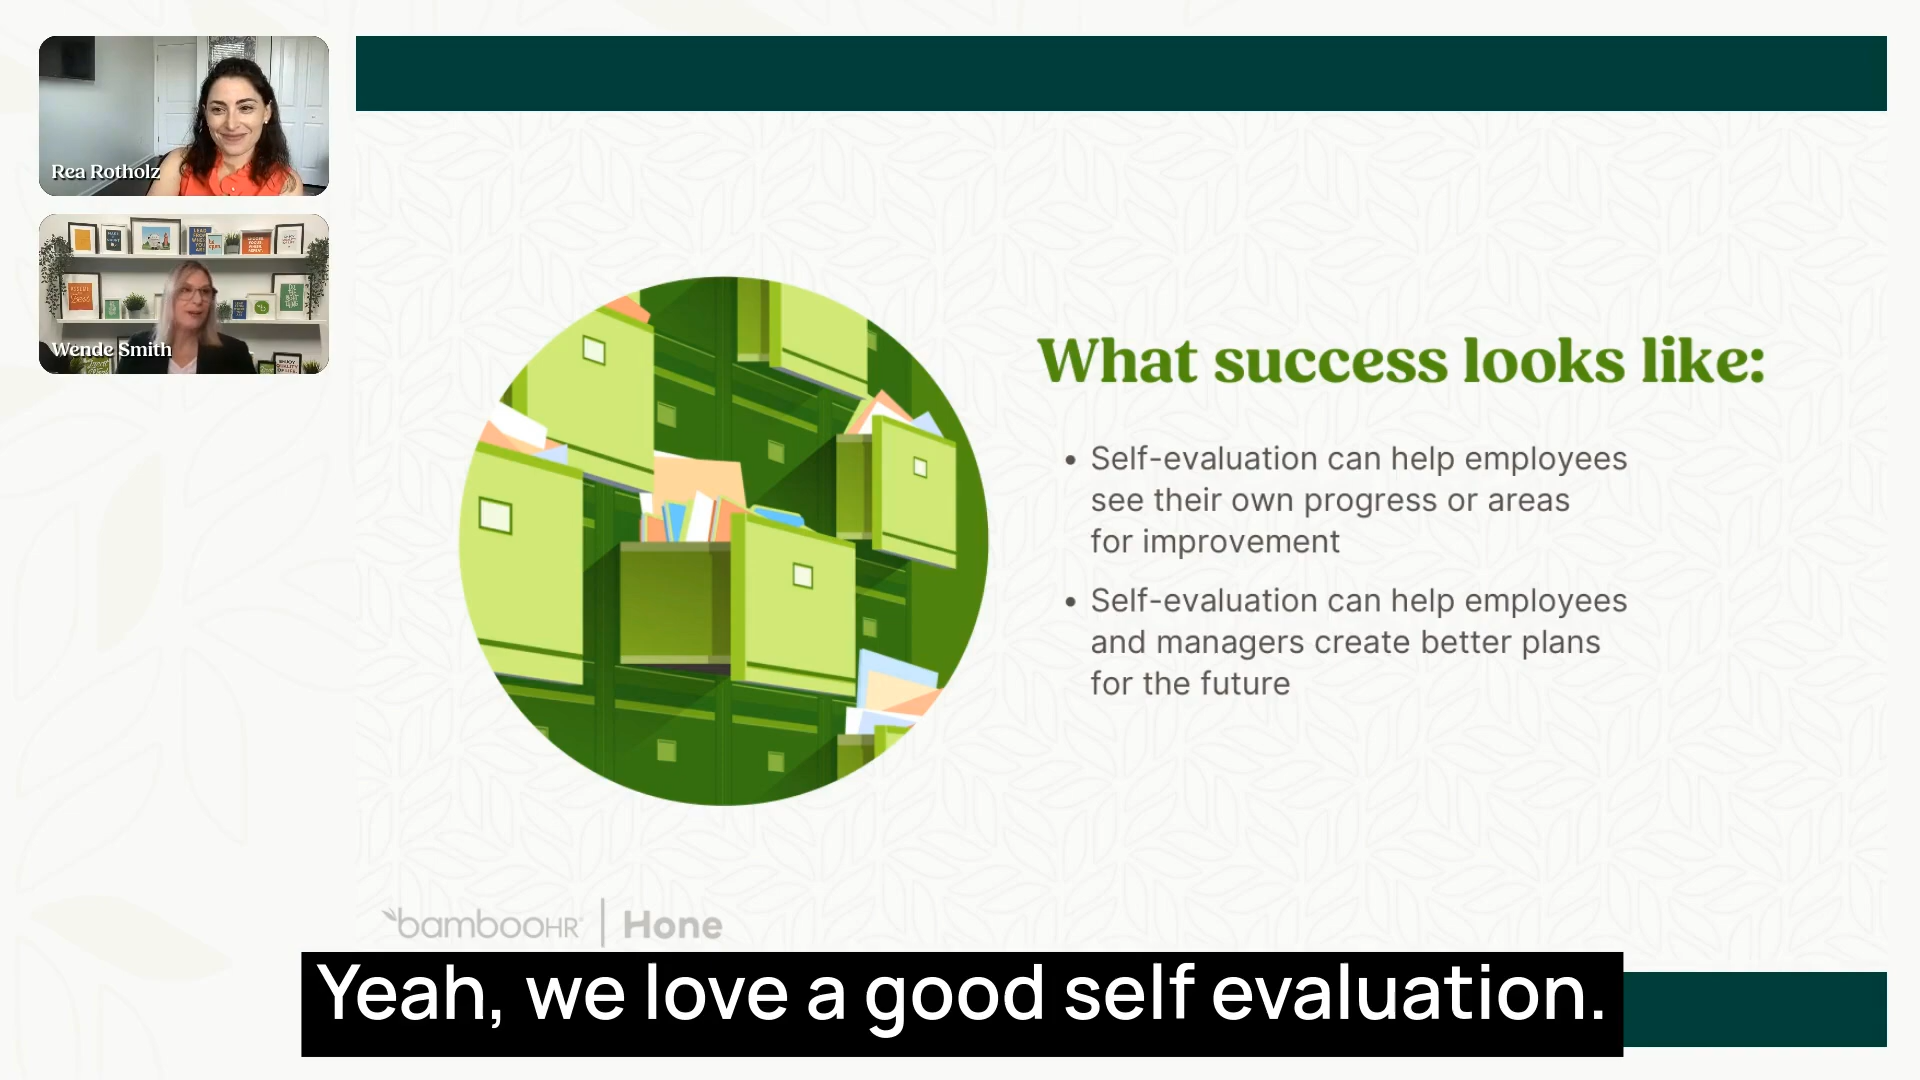 Rea Rotholz
Wende Smith
What success looks like:
• Self-evaluation can help employees
see their own progress or areas
for improvement
• Self-evaluation can help employees
and managers create better plans
for the future
bambooHR | Hone
Yeah, we love a good self evaluation.